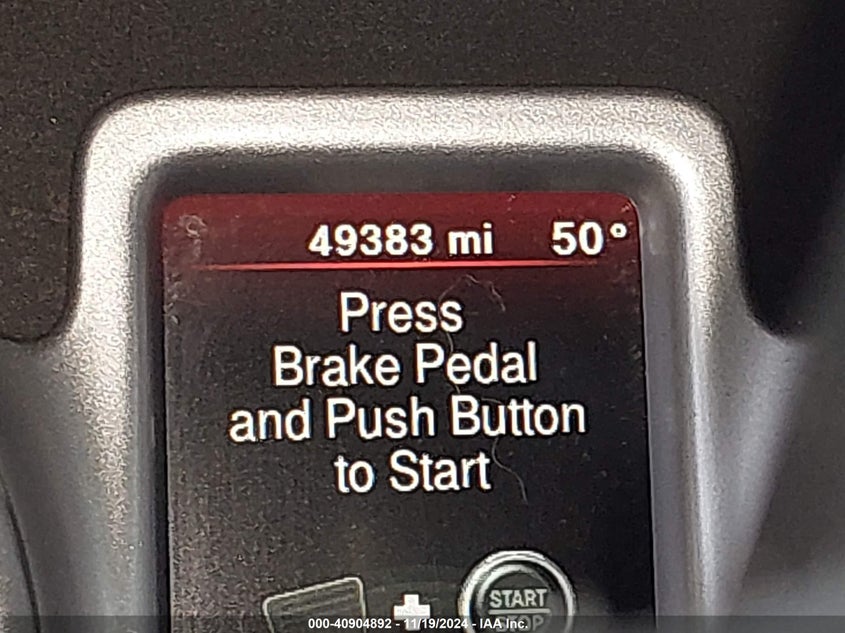 49383 mi 50°
Press
Brake Pedal
and Push Button
to Start
START
STOP
000-40904892 - 11/19/2024 - IAA Inc.